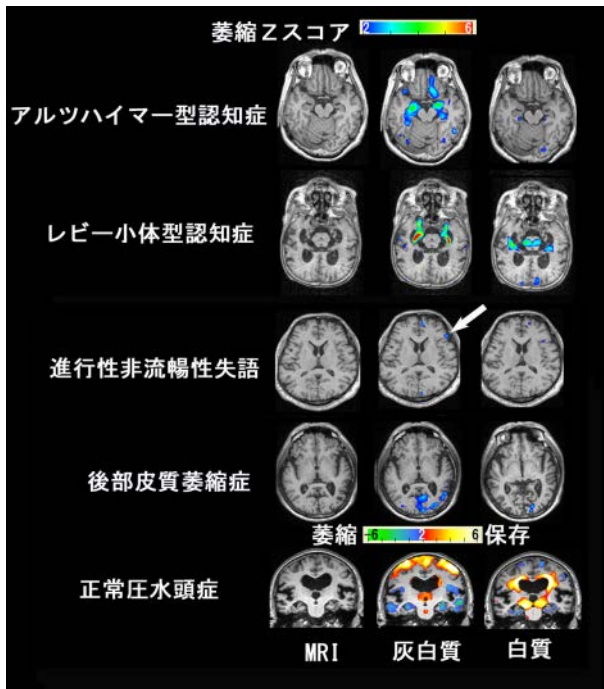 萎縮Zスコア 2 6
アルツハイマー型認知症
レビー小体型認知症
進行性非流暢性失語
後部皮質萎縮症
萎縮 -6 2 6 保存
正常圧水頭症
MRI 灰白質 白質